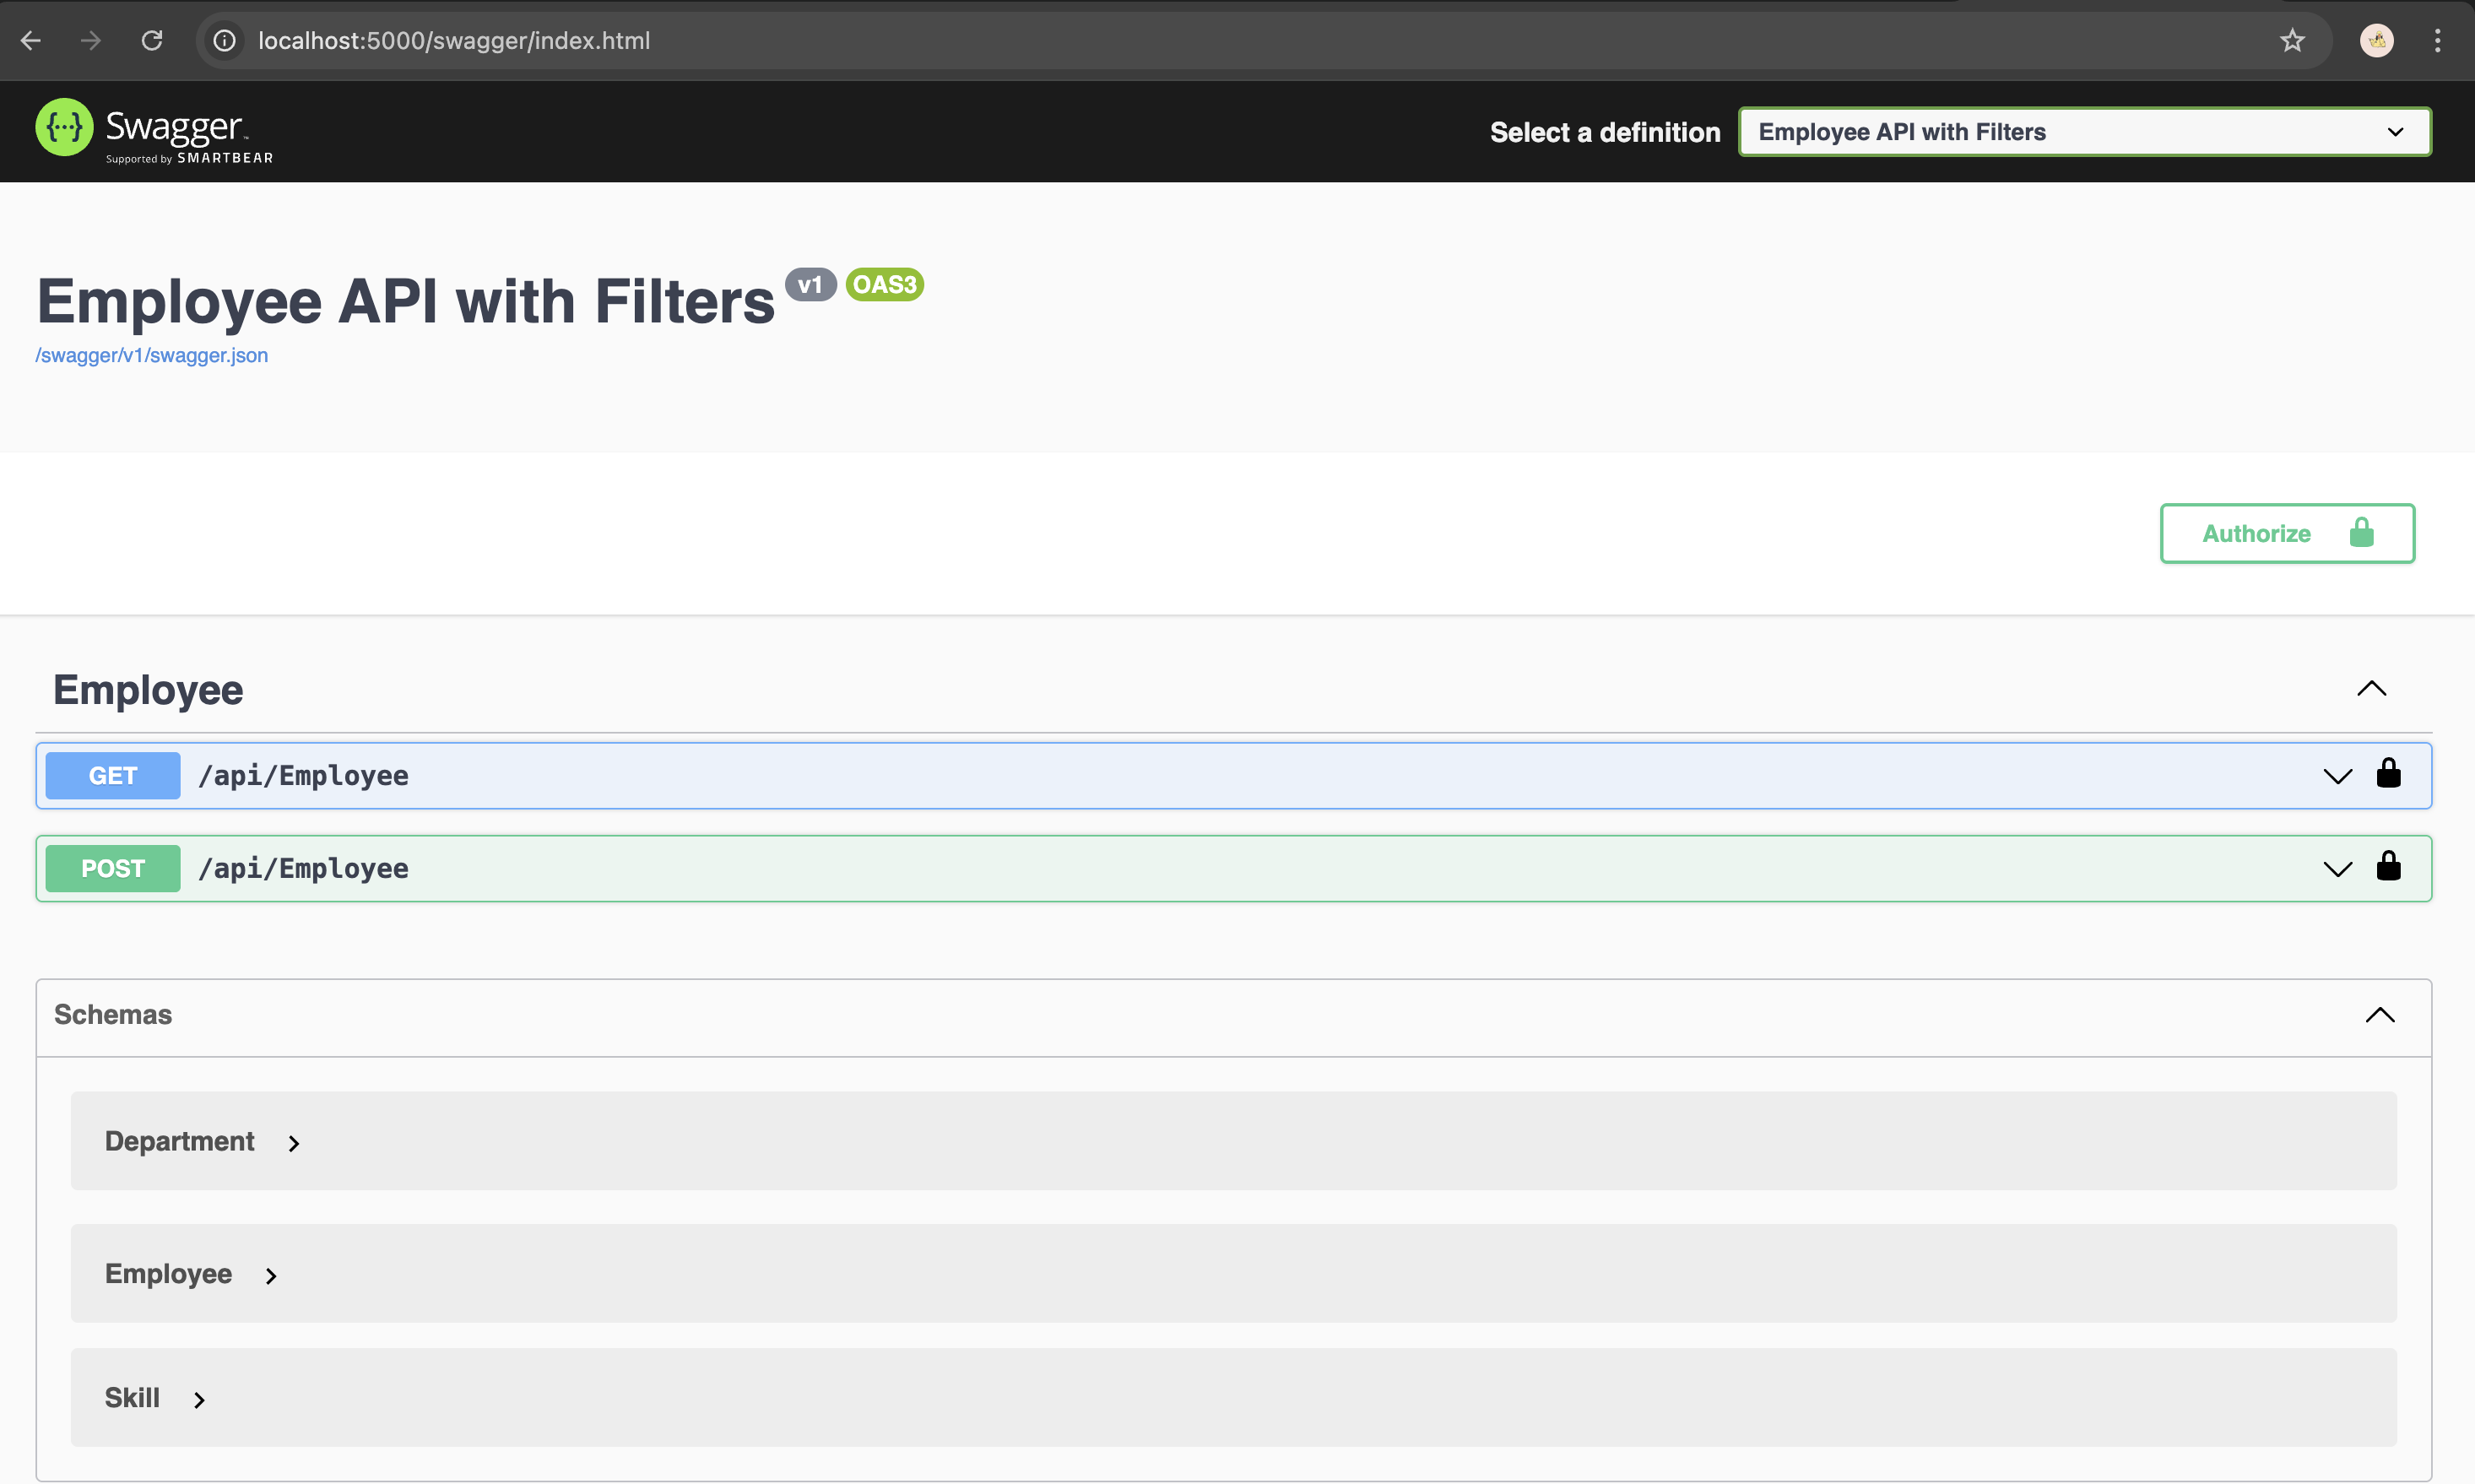 localhost:5000/swagger/index.html
{···} Swagger™
Supported by SMARTBEAR
Select a definition
Employee API with Filters
Employee API with Filters v1 OAS3
/swagger/v1/swagger.json
Authorize
Employee
GET /api/Employee
POST /api/Employee
Schemas
Department
Employee
Skill